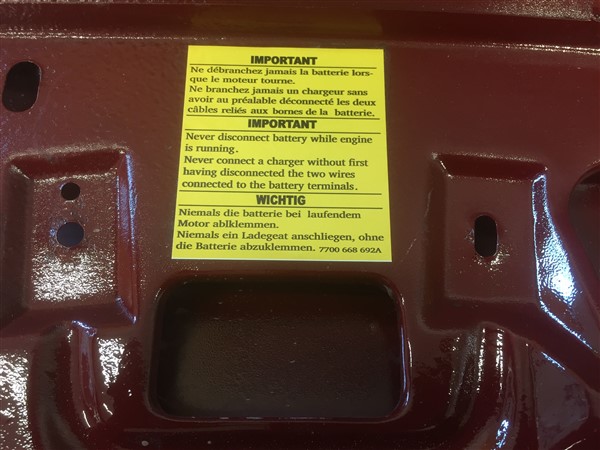 IMPORTANT
Ne débranchez jamais la batterie lors-
que le moteur tourne.
Ne branchez jamais un chargeur sans
avoir au préalable déconnecté les deux
câbles reliés aux bornes de la batterie.
IMPORTANT
Never disconnect battery while engine
is running.
Never connect a charger without first
having disconnected the two wires
connected to the battery terminals.
WICHTIG
Niemals die batterie bei laufendem
Motor ablklemmen.
Niemals ein Ladegeat anschliegen, ohne
die Batterie abzuklemmen. 7700 668 692A